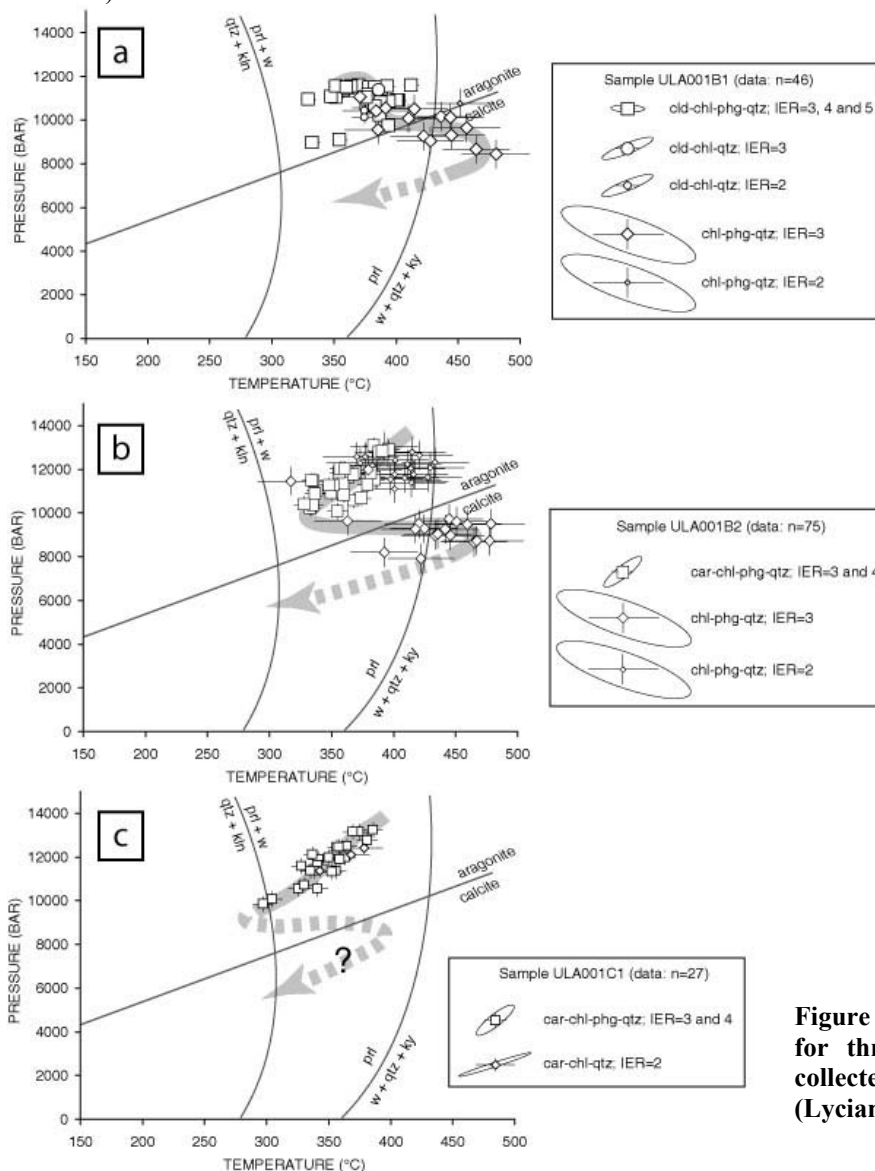 a
PRESSURE (BAR)
14000
12000
10000
8000
6000
4000
2000
0
qtz + kln
prl + w
aragonite
calcite
prl
w + qtz + ky
150 200 250 300 350 400 450 500
TEMPERATURE (°C)
Sample ULA001B1 (data: n=46)
cld-chl-phg-qtz; IER=3, 4 and 5
cld-chl-qtz; IER=3
cld-chl-qtz; IER=2
chl-phg-qtz; IER=3
chl-phg-qtz; IER=2
b
PRESSURE (BAR)
14000
12000
10000
8000
6000
4000
2000
0
qtz + kln
prl + w
aragonite
calcite
prl
w + qtz + ky
150 200 250 300 350 400 450 500
TEMPERATURE (°C)
Sample ULA001B2 (data: n=75)
car-chl-phg-qtz; IER=3 and 4
chl-phg-qtz; IER=3
chl-phg-qtz; IER=2
c
PRESSURE (BAR)
14000
12000
10000
8000
6000
4000
2000
0
qtz + kln
prl + w
aragonite
calcite
?
prl
w + qtz + ky
150 200 250 300 350 400 450 500
TEMPERATURE (°C)
Sample ULA001C1 (data: n=27)
car-chl-phg-qtz; IER=3 and 4
car-chl-qtz; IER=2
Figure
for thr
collecte
(Lycian